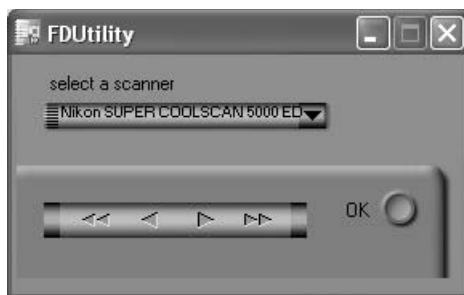 FDUtility
select a scanner
Nikon SUPER COOLSCAN 5000 ED
OK